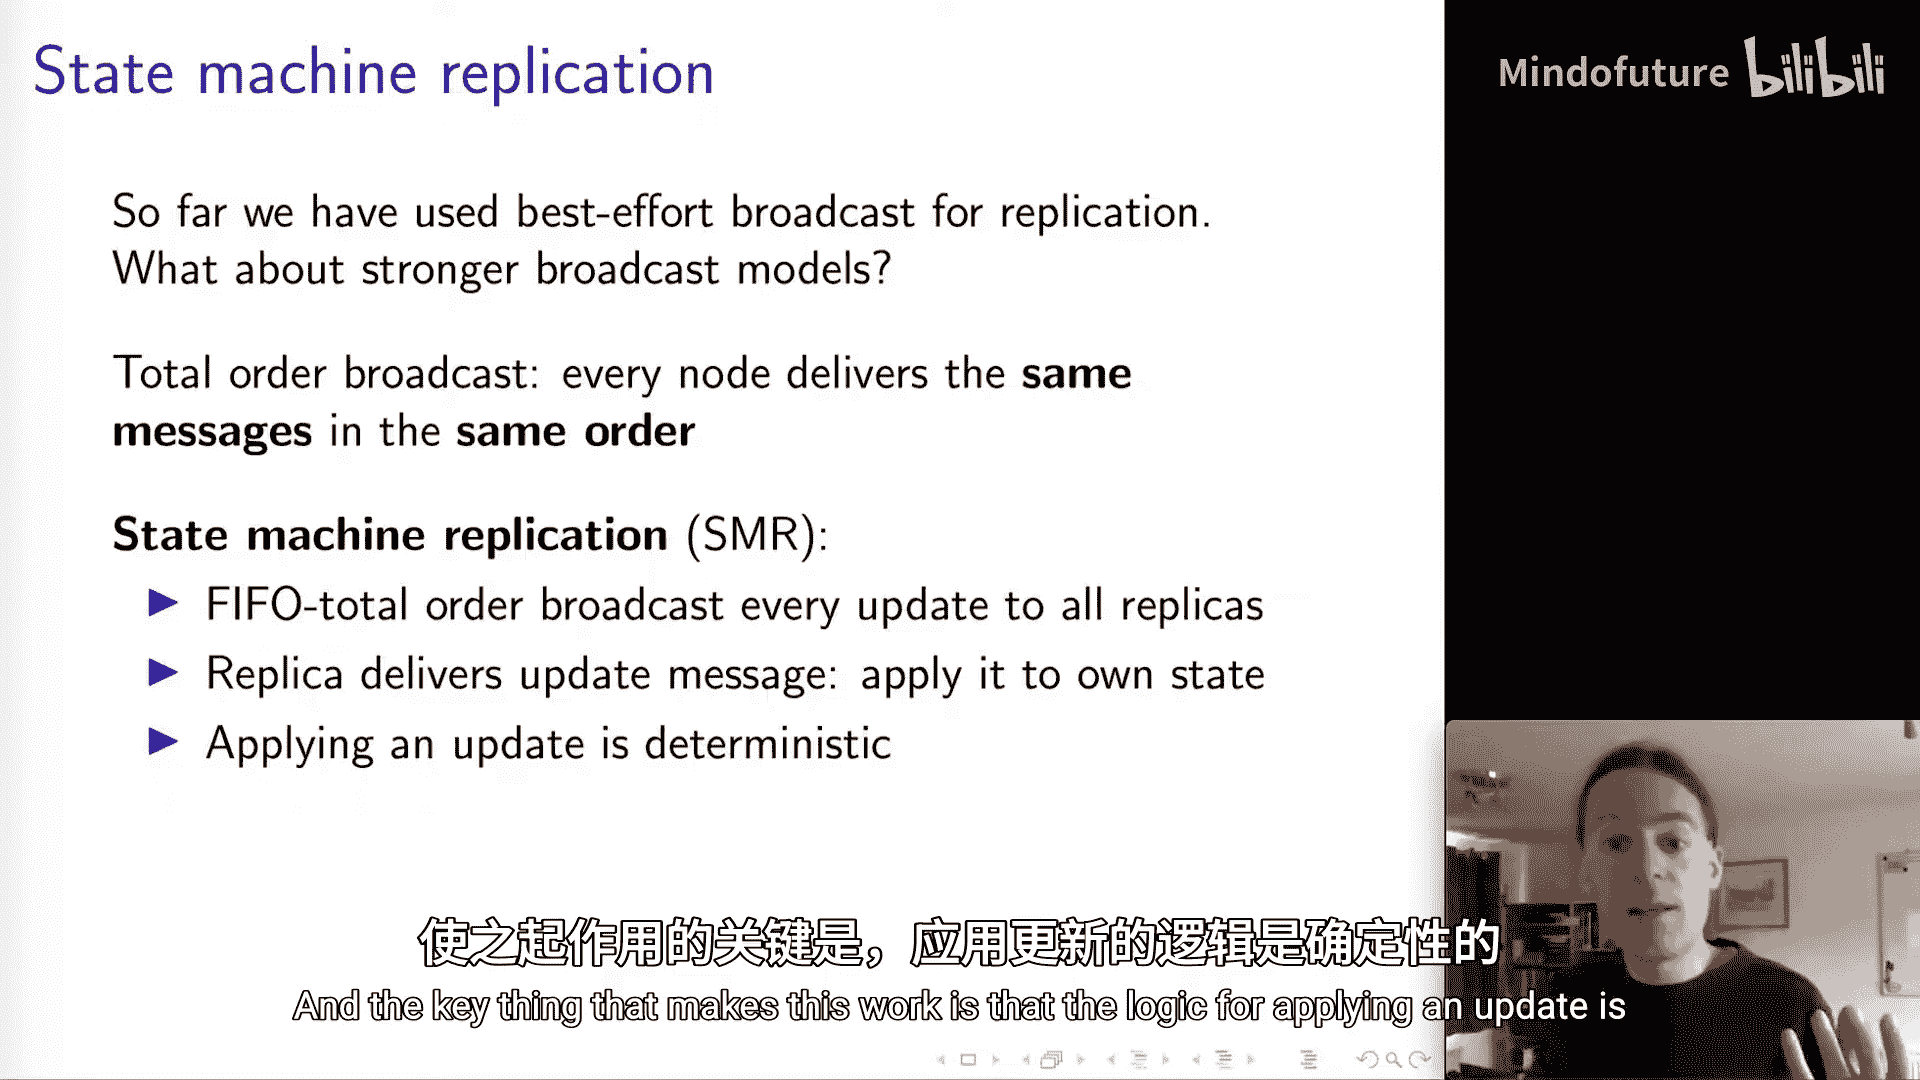 State machine replication
Mindofuture bilibili
So far we have used best-effort broadcast for replication.
What about stronger broadcast models?
Total order broadcast: every node delivers the same
messages in the same order
State machine replication (SMR):
▶ FIFO-total order broadcast every update to all replicas
▶ Replica delivers update message: apply it to own state
▶ Applying an update is deterministic
使之起作用的关键是，应用更新的逻辑是确定性的
And the key thing that makes this work is that the logic for applying an update is